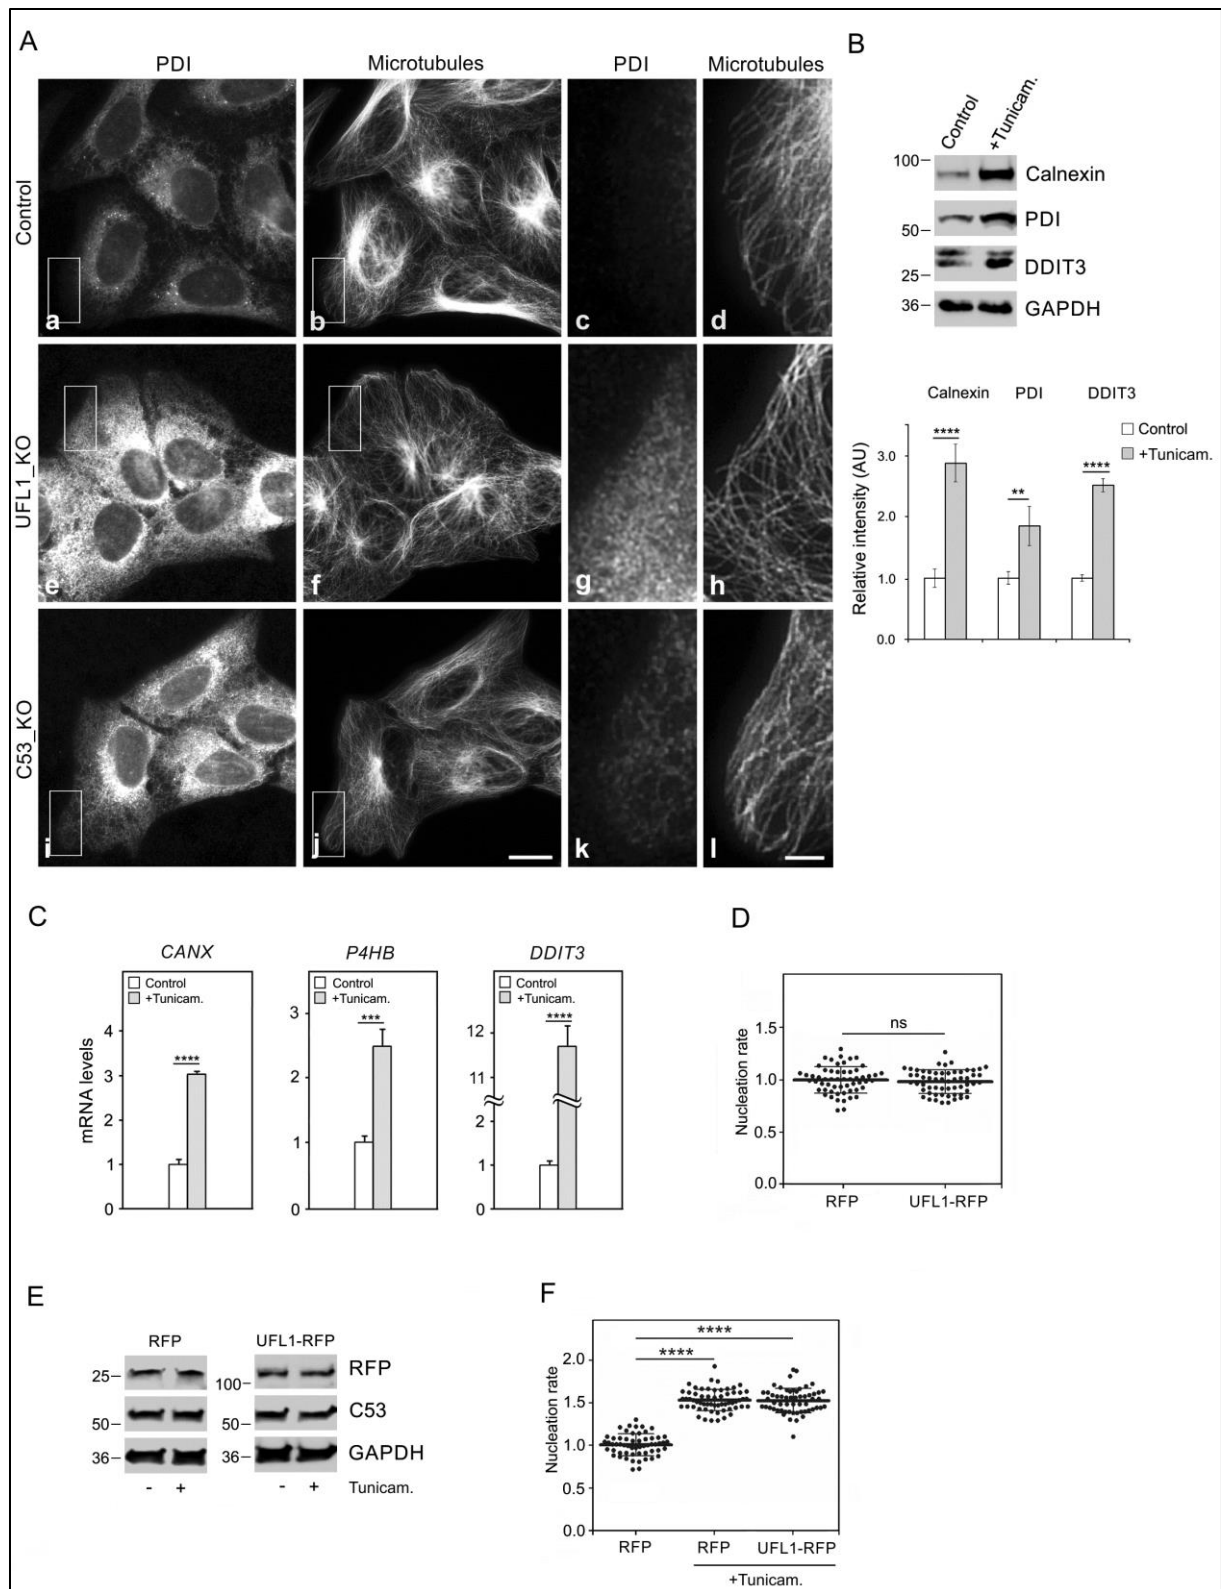 A
PDI Microtubules PDI Microtubules
Control
a b c d
UFL1_KO
e f g h
C53_KO
i j k l
B
Control +Tunicam.
100 Calnexin
50 PDI
25 DDIT3
36 GAPDH
Calnexin PDI DDIT3
Control
+Tunicam.
Relative intensity (AU)
3.0
2.0
1.0
0.0
**** ** ****
C
CANX P4HB DDIT3
Control
+Tunicam.
Control
+Tunicam.
Control
+Tunicam.
mRNA levels
4
3
1
0
****
3
2
1
0
***
12
11
2
1
0
****
D
Nucleation rate
1.5
1.0
0.5
0.0
ns
RFP UFL1-RFP
E
RFP UFL1-RFP
25 100 RFP
50 50 C53
36 36 GAPDH
- + - + Tunicam.
F
Nucleation rate
2.0
1.5
1.0
0.5
0.0
****
****
RFP RFP UFL1-RFP
+Tunicam.